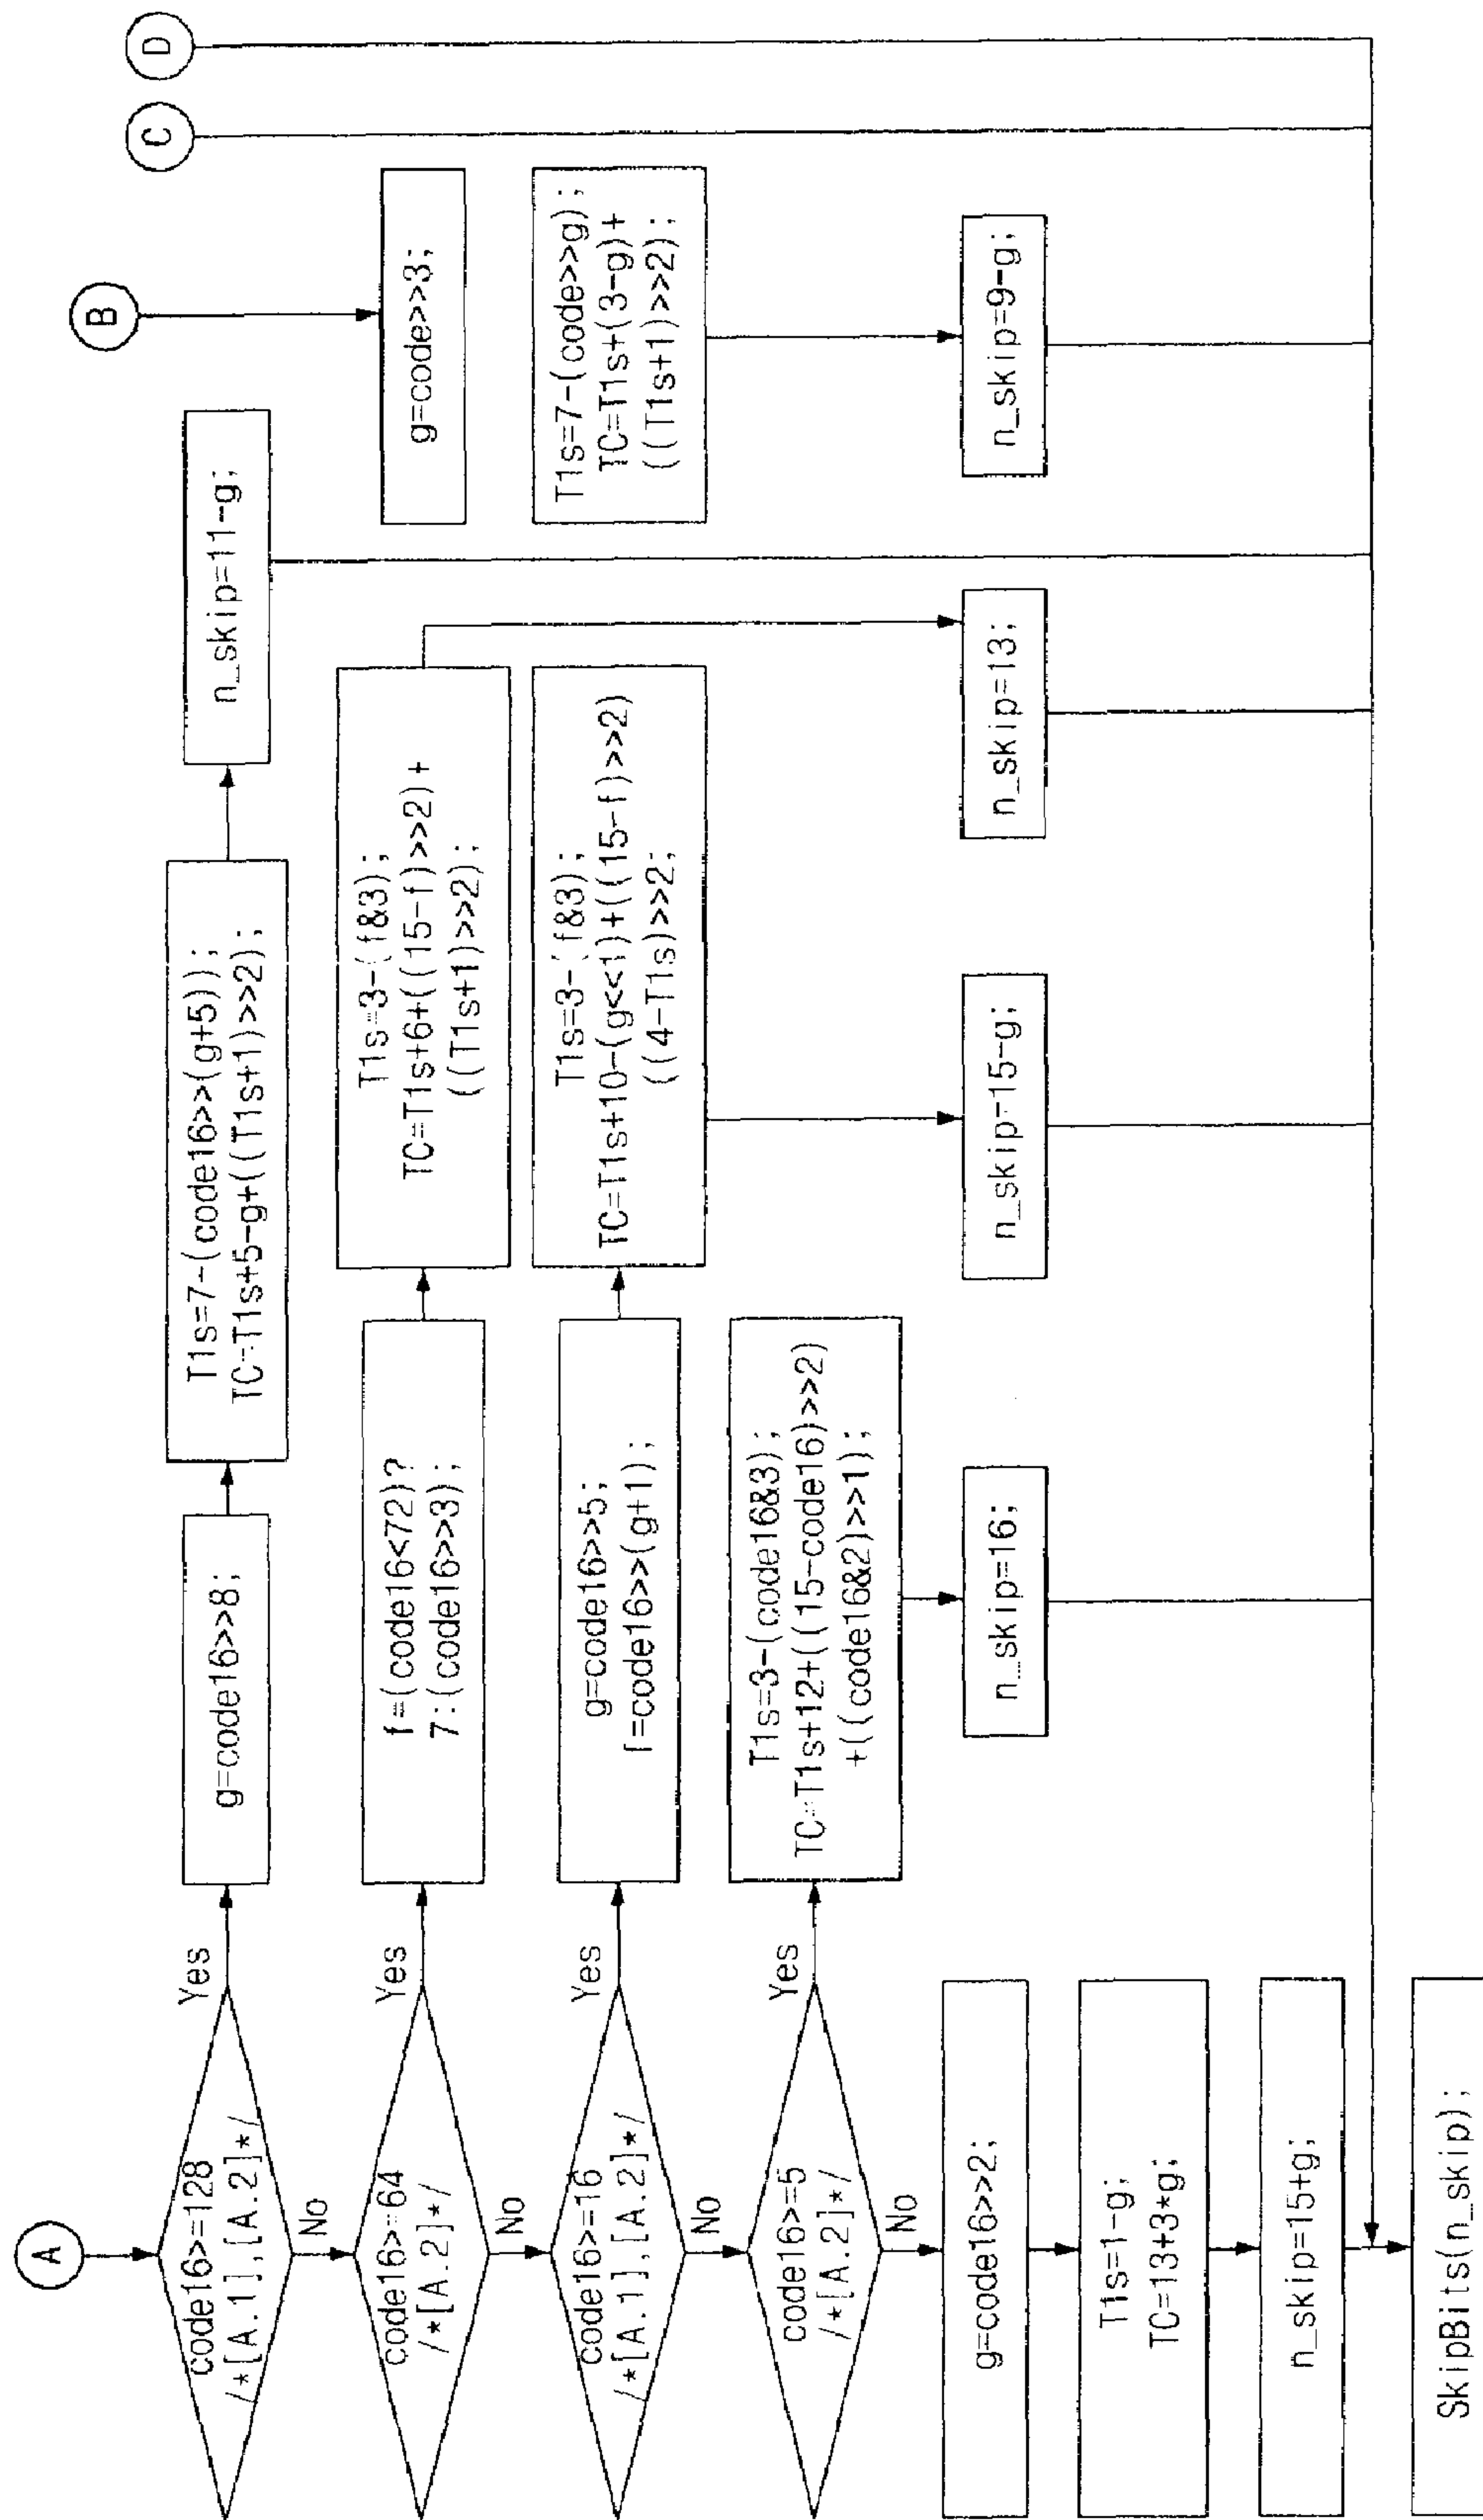 A
B
C
D
code16>=128
/*[A.1],[A.2]*/
Yes
No
g=code16>>8;
T1s=7-(code16>>(g+5));
TC=T1s+5-g+((T1s+1)>>2);
n_skip=11-g;
code16>=64
/*[A.2]*/
Yes
No
f=(code16<72)?
7:(code16>>3);
T1s=3-(f&3);
TC=T1s+6+((15-f)>>2)+
((T1s+1)>>2);
g=code>>3;
code16>=16
/*[A.1],[A.2]*/
Yes
No
g=code16>>5;
f=code16>>(g+1);
T1s=3-(f&3);
TC=T1s+10-(g<<1)+((15-f)>>2)
((4-T1s)>>2;
T1s=7-(code>>g);
TC=T1s+(3-g)+
((T1s+1)>>2);
code16>=5
/*[A.2]*/
Yes
No
T1s=3-(code16&3);
TC=T1s+12+((15-code16)>>2)
+((code16&2)>>1);
g=code16>>2;
n_skip=16;
n_skip=15-g;
n_skip=13;
n_skip=9-g;
T1s=1-g;
TC=13+3*g;
n_skip=15+g;
SkipBits(n_skip);